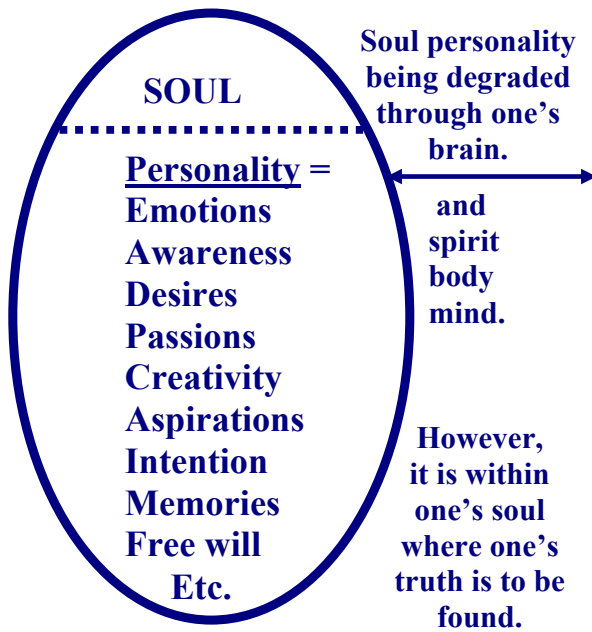 SOUL
Personality =
Emotions
Awareness
Desires
Passions
Creativity
Aspirations
Intention
Memories
Free will
Etc.
Soul personality
being degraded
through one’s
brain.
and
spirit
body
mind.
However,
it is within
one’s soul
where one’s
truth is to be
found.